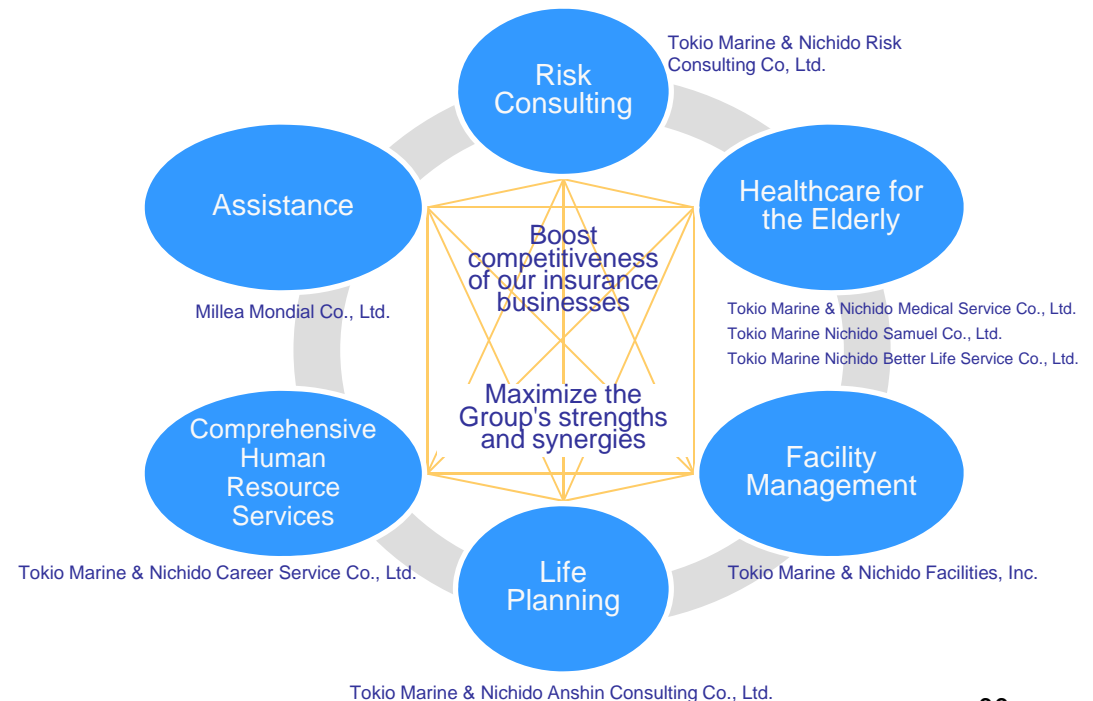 Tokio Marine & Nichido Risk
Consulting Co, Ltd.
Risk
Consulting
Assistance
Healthcare for
the Elderly
Boost
competitiveness
of our insurance
businesses
Millea Mondial Co., Ltd.
Tokio Marine & Nichido Medical Service Co., Ltd.
Tokio Marine Nichido Samuel Co., Ltd.
Tokio Marine Nichido Better Life Service Co., Ltd.
Maximize the
Group's strengths
and synergies
Comprehensive
Human
Resource
Services
Facility
Management
Tokio Marine & Nichido Career Service Co., Ltd.
Life
Planning
Tokio Marine & Nichido Facilities, Inc.
Tokio Marine & Nichido Anshin Consulting Co., Ltd.